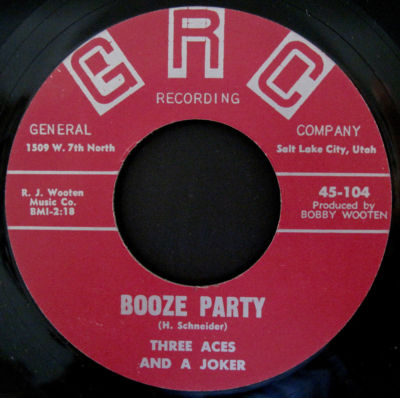 GRC
RECORDING
GENERAL COMPANY
1509 W. 7th North Salt Lake City, Utah
R. J. Wooten
Music Co.
BMI-2:18
45-104
Produced by
BOBBY WOOTEN
BOOZE PARTY
(H. Schneider)
THREE ACES
AND A JOKER